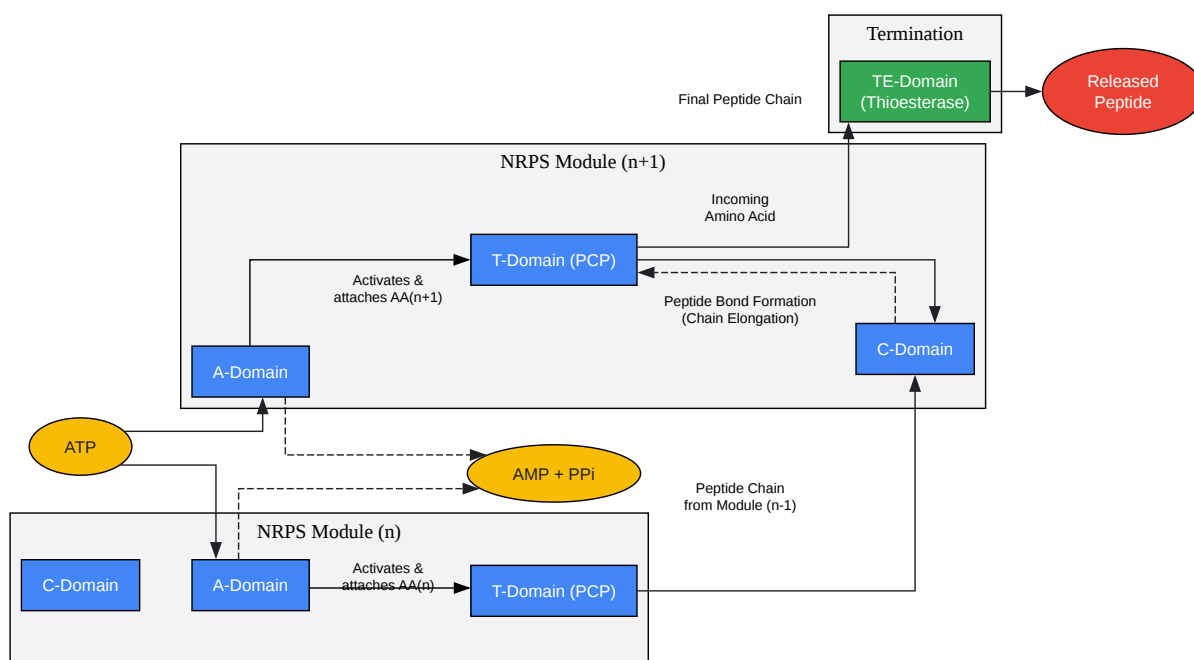 Termination
TE-Domain
(Thioesterase)
Released
Peptide
Final Peptide Chain
NRPS Module (n+1)
Incoming
Amino Acid
T-Domain (PCP)
Activates &
attaches AA(n+1)
Peptide Bond Formation
(Chain Elongation)
C-Domain
A-Domain
ATP
AMP + PPi
Peptide Chain
from Module (n-1)
NRPS Module (n)
C-Domain
A-Domain
Activates &
attaches AA(n)
T-Domain (PCP)